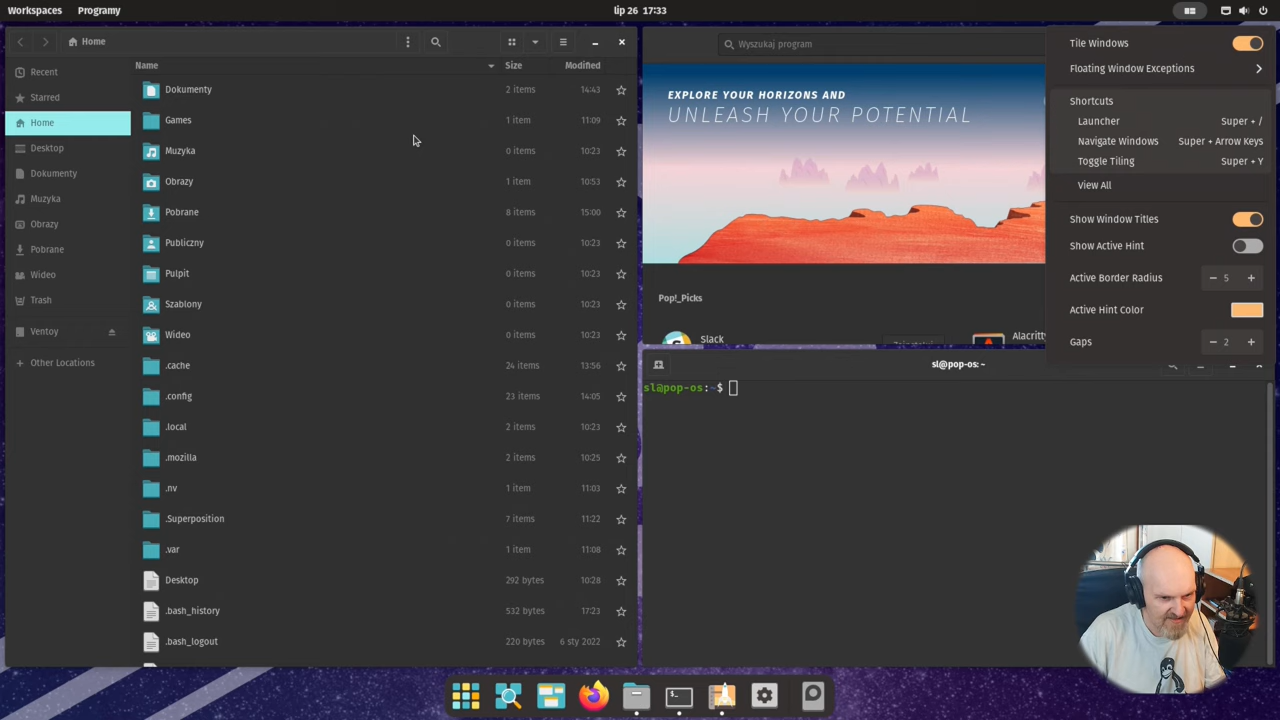 Workspaces Programy
lip 26 17:33
Home
Recent
Starred
Home
Desktop
Dokumenty
Muzyka
Obrazy
Pobrane
Wideo
Trash
Ventoy
Other Locations
Name Size Modified
Dokumenty 2 items 14:43
Games 1 item 11:09
Muzyka 0 items 10:23
Obrazy 1 item 10:53
Pobrane 8 items 15:00
Publiczny 0 items 10:23
Pulpit 0 items 10:23
Szablony 0 items 10:23
Wideo 0 items 10:23
.cache 24 items 13:56
.config 23 items 14:05
.local 2 items 10:23
.mozilla 2 items 10:25
.nv 1 item 11:03
.Superposition 7 items 11:22
.var 1 item 11:08
Desktop 292 bytes 10:28
.bash_history 532 bytes 17:23
.bash_logout 220 bytes 6 sty 2022
Wyszukaj program
EXPLORE YOUR HORIZONS AND
UNLEASH YOUR POTENTIAL
Pop!_Picks
Slack
Alacritty
Tile Windows
Floating Window Exceptions
Shortcuts
Launcher Super + /
Navigate Windows Super + Arrow Keys
Toggle Tiling Super + Y
View All
Show Window Titles
Show Active Hint
Active Border Radius − 5 +
Active Hint Color
Gaps − 2 +
sl@pop-os: ~
sl@pop-os:~$